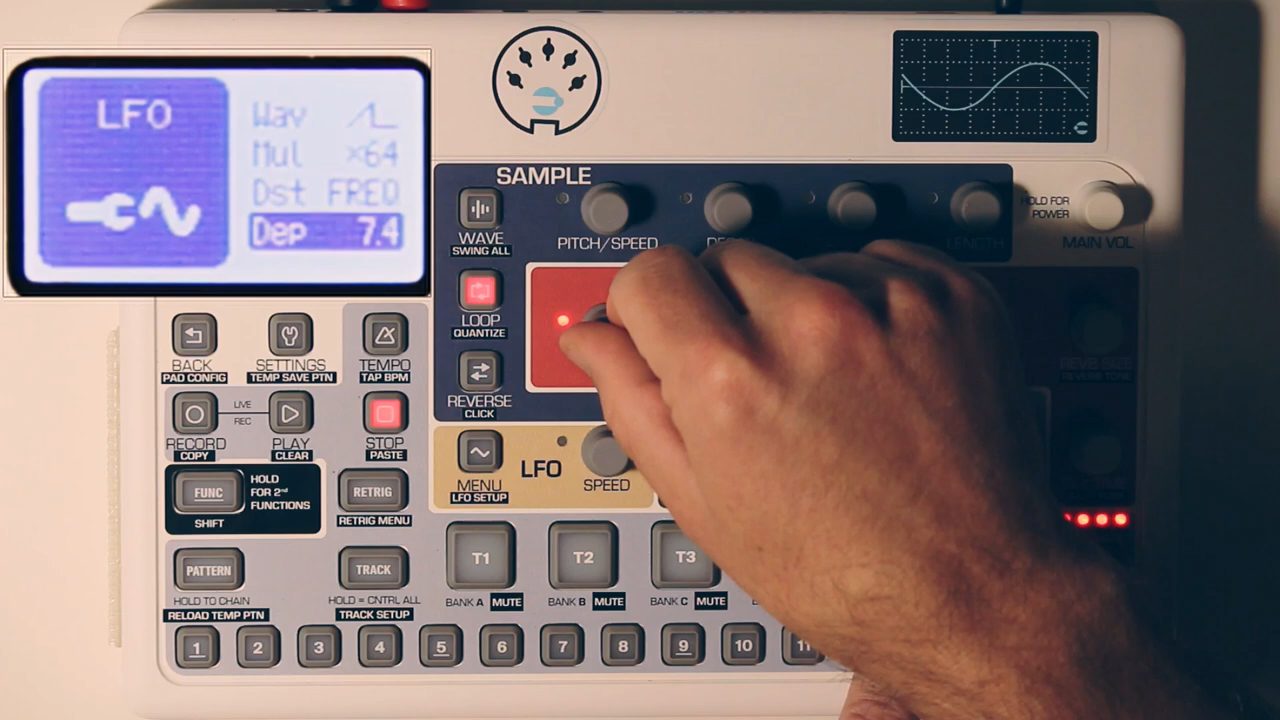 LFO
Wav
Mul x64
Dst FREQ
Dep 7.4
SAMPLE
WAVE
SWING ALL
PITCH/SPEED
LENGTH
HOLD FOR
POWER
MAIN VOL
LOOP
QUANTIZE
REVERSE
CLICK
BACK
PAD CONFIG
SETTINGS
TEMP SAVE PTN
TEMPO
TAP BPM
RECORD
COPY
LIVE
REC
PLAY
CLEAR
STOP
PASTE
MENU
LFO SETUP
LFO
SPEED
FUNC
HOLD
FOR 2nd
FUNCTIONS
SHIFT
RETRIG
RETRIG MENU
PATTERN
HOLD TO CHAIN
RELOAD TEMP PTN
TRACK
HOLD = CNTRL ALL
TRACK SETUP
T1
T2
T3
BANK A MUTE
BANK B MUTE
BANK C MUTE
1 2 3 4 5 6 7 8 9 10 11